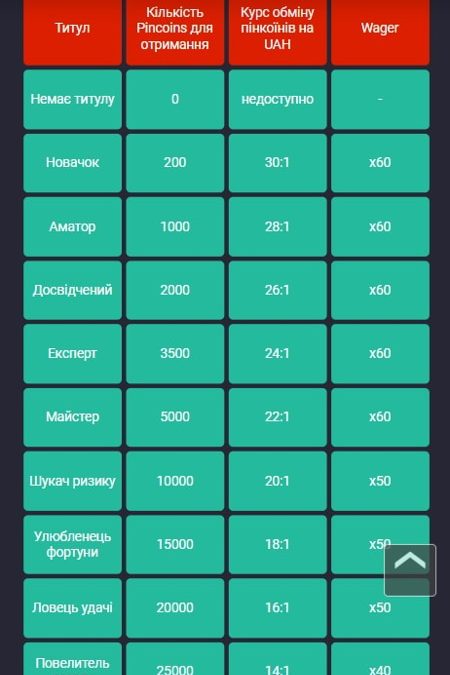 Титул
Кількість
Pincoins для
отримання
Курс обміну
пінкоїнів на
UAH
Wager
Немає титулу
0
недоступно
-
Новачок
200
30:1
x60
Аматор
1000
28:1
x60
Досвідчений
2000
26:1
x60
Експерт
3500
24:1
x60
Майстер
5000
22:1
x60
Шукач ризику
10000
20:1
x50
Улюбленець
фортуни
15000
18:1
x50
Ловець удачі
20000
16:1
x50
Повелитель
25000
14:1
x40